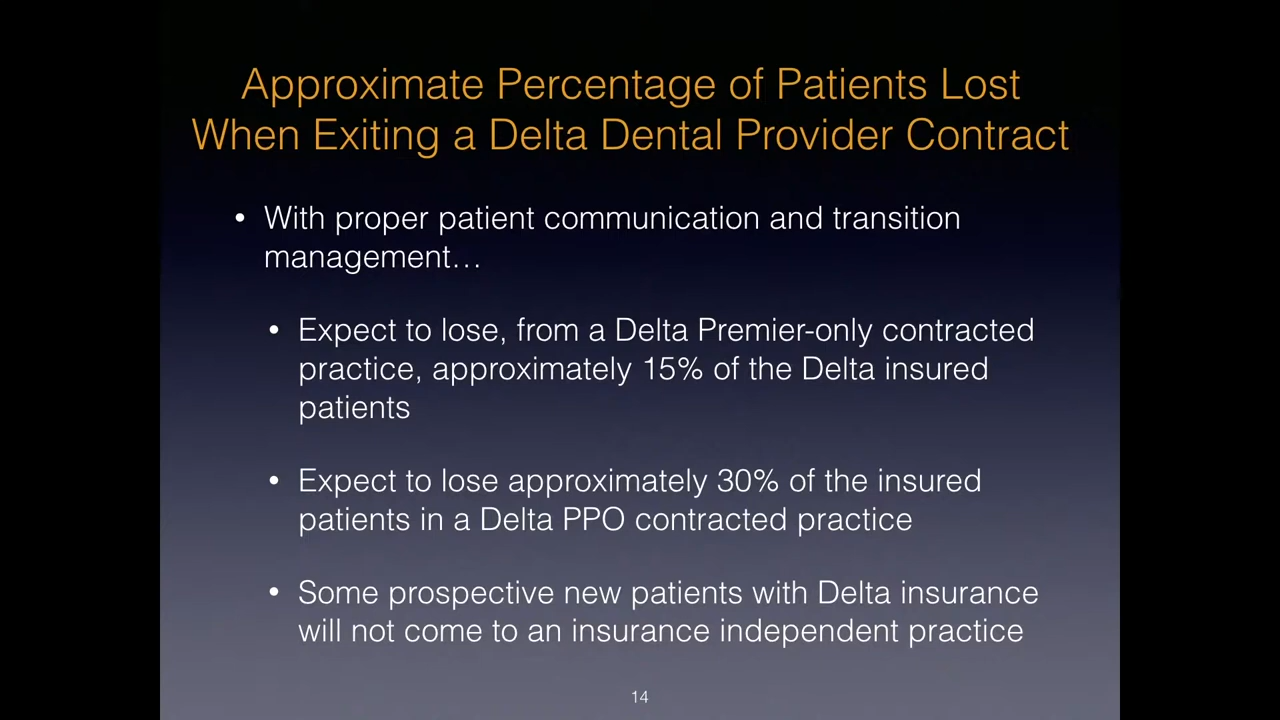 Approximate Percentage of Patients Lost
When Exiting a Delta Dental Provider Contract
• With proper patient communication and transition
management…
• Expect to lose, from a Delta Premier-only contracted
practice, approximately 15% of the Delta insured
patients
• Expect to lose approximately 30% of the insured
patients in a Delta PPO contracted practice
• Some prospective new patients with Delta insurance
will not come to an insurance independent practice
14